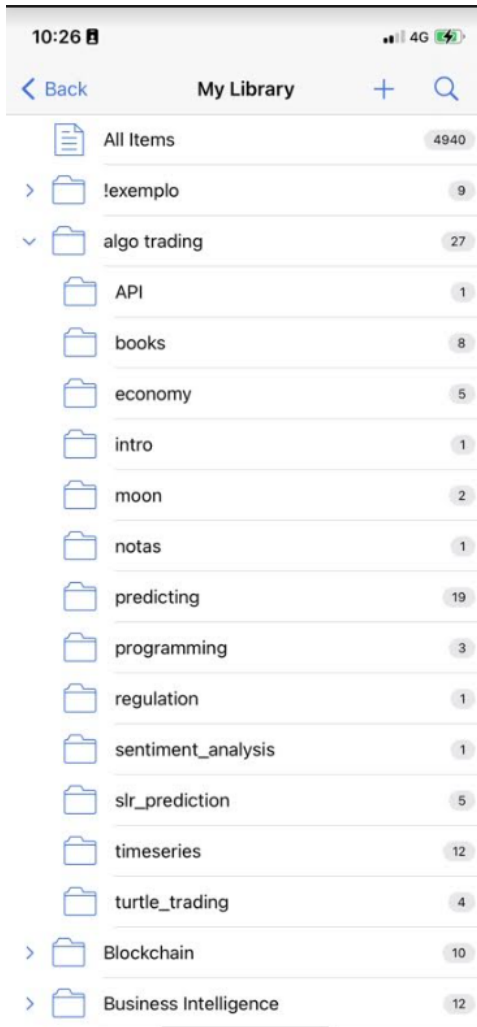 10:26 4G
Back My Library
All Items 4940
!exemplo 9
algo trading 27
API 1
books 8
economy 5
intro 1
moon 2
notas 1
predicting 19
programming 3
regulation 1
sentiment_analysis 1
slr_prediction 5
timeseries 12
turtle_trading 4
Blockchain 10
Business Intelligence 12